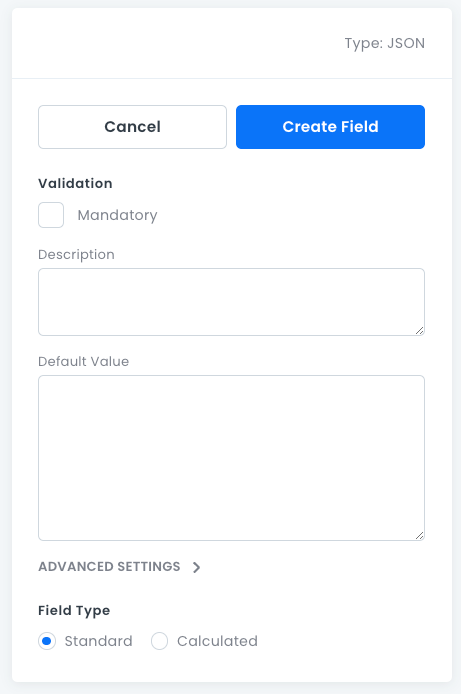 Type: JSON
Cancel
Create Field
Validation
Mandatory
Description
Default Value
ADVANCED SETTINGS
Field Type
Standard
Calculated